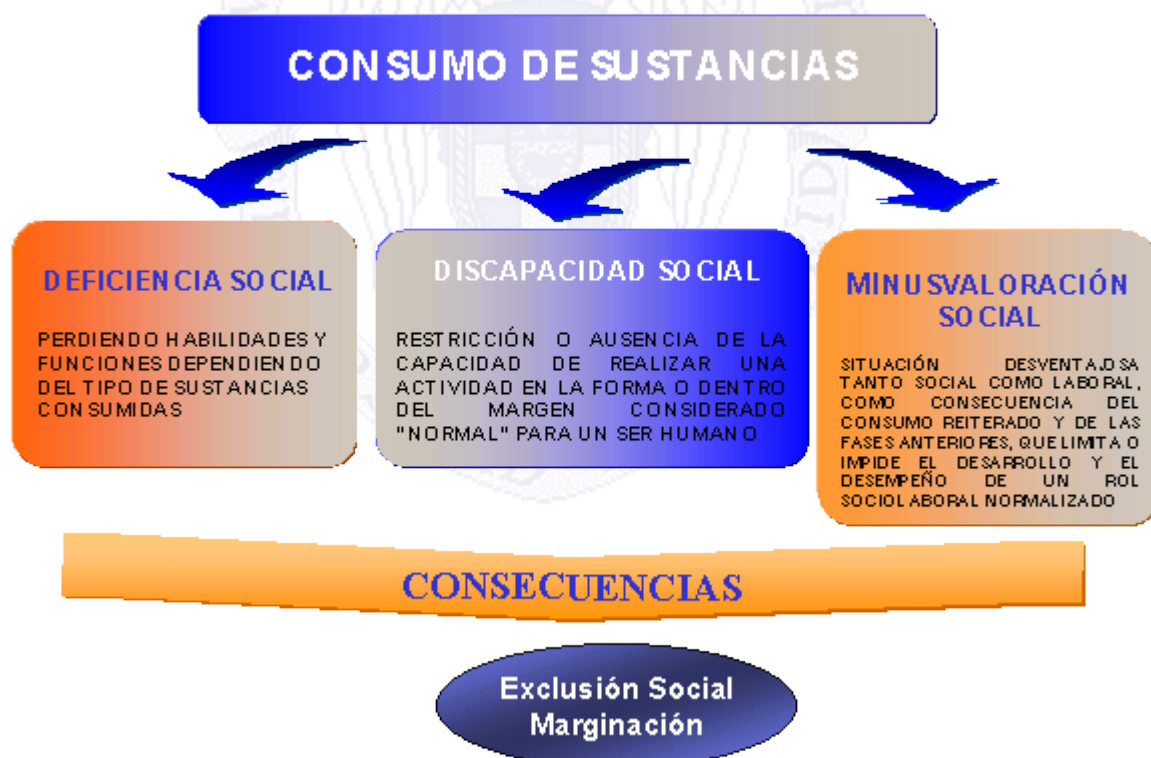 CONSUMO DE SUSTANCIAS
DEFICIENCIA SOCIAL
PERDIENDO HABILIDADES Y
FUNCIONES DEPENDIENDO
DEL TIPO DE SUSTANCIAS
CONSUMIDAS
DISCAPACIDAD SOCIAL
RESTRICCIÓN O AUSENCIA DE LA
CAPACIDAD DE REALIZAR UNA
ACTIVIDAD EN LA FORMA O DENTRO
DEL MARGEN CONSIDERADO
"NORMAL" PARA UN SER HUMANO
MINUSVALORACIÓN
SOCIAL
SITUACIÓN DESVENTAJOSA
TANTO SOCIAL COMO LABORAL,
COMO CONSECUENCIA DEL
CONSUMO REITERADO Y DE LAS
FASES ANTERIORES, QUE LIMITA O
IMPIDE EL DESARROLLO Y EL
DESEMPEÑO DE UN ROL
SOCIOLABORAL NORMALIZADO
CONSECUENCIAS
Exclusión Social
Marginación